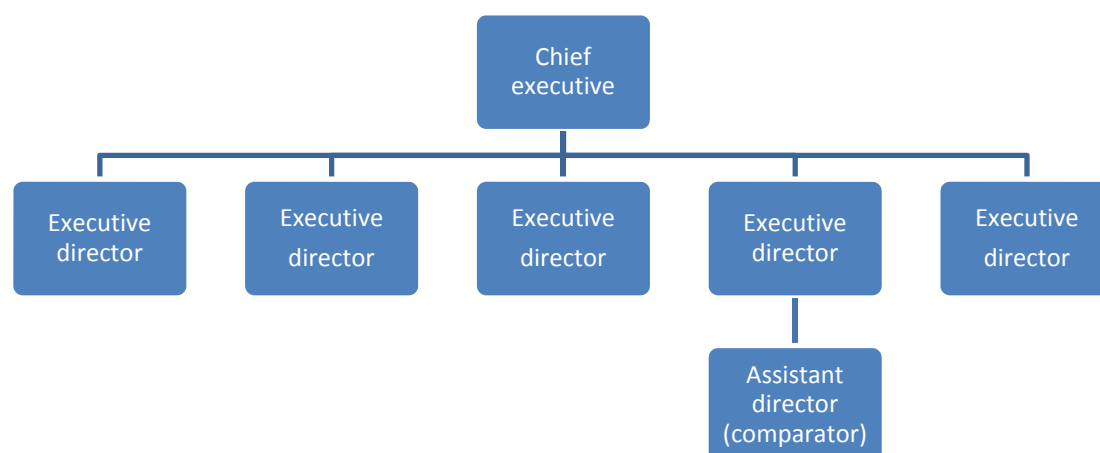 Chief
executive
Executive
director
Executive
director
Executive
director
Executive
director
Executive
director
Assistant
director
(comparator)